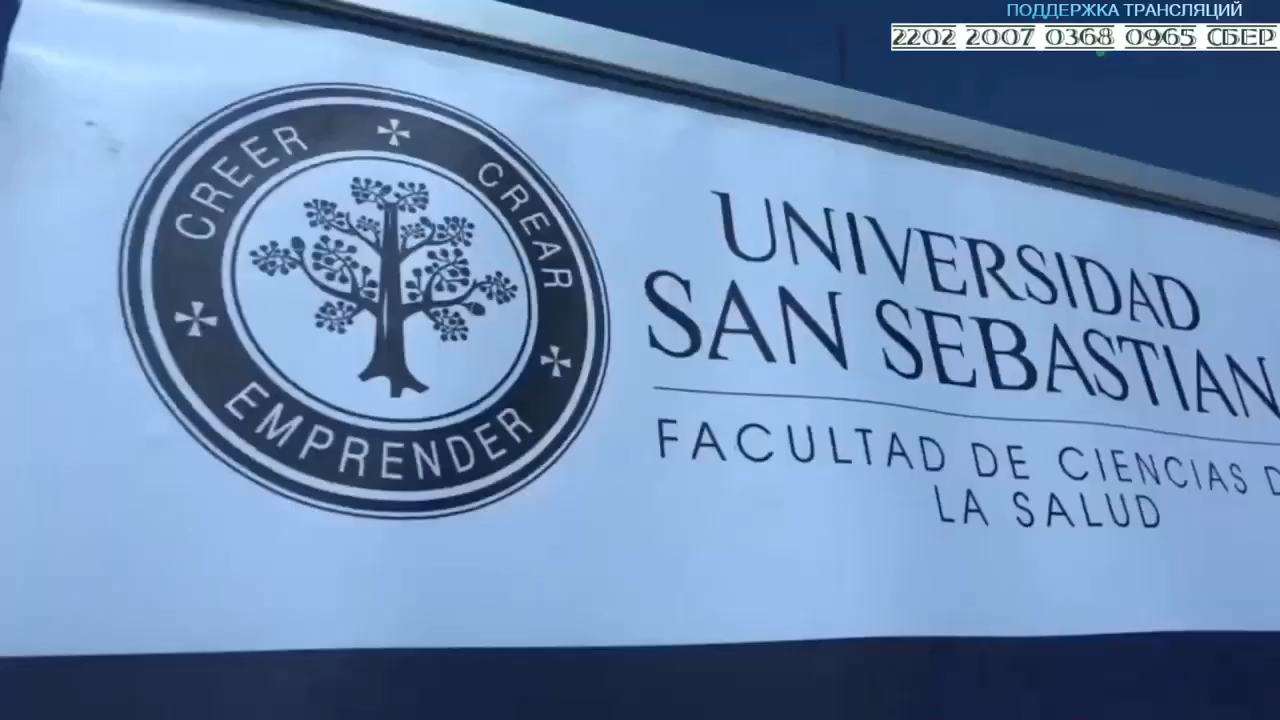 ПОДДЕРЖКА ТРАНСЛЯЦИЙ
2202 2007 0368 0965 СБЕР
CREER CREAR EMPRENDER
UNIVERSIDAD
SAN SEBASTIAN
FACULTAD DE CIENCIAS D
LA SALUD